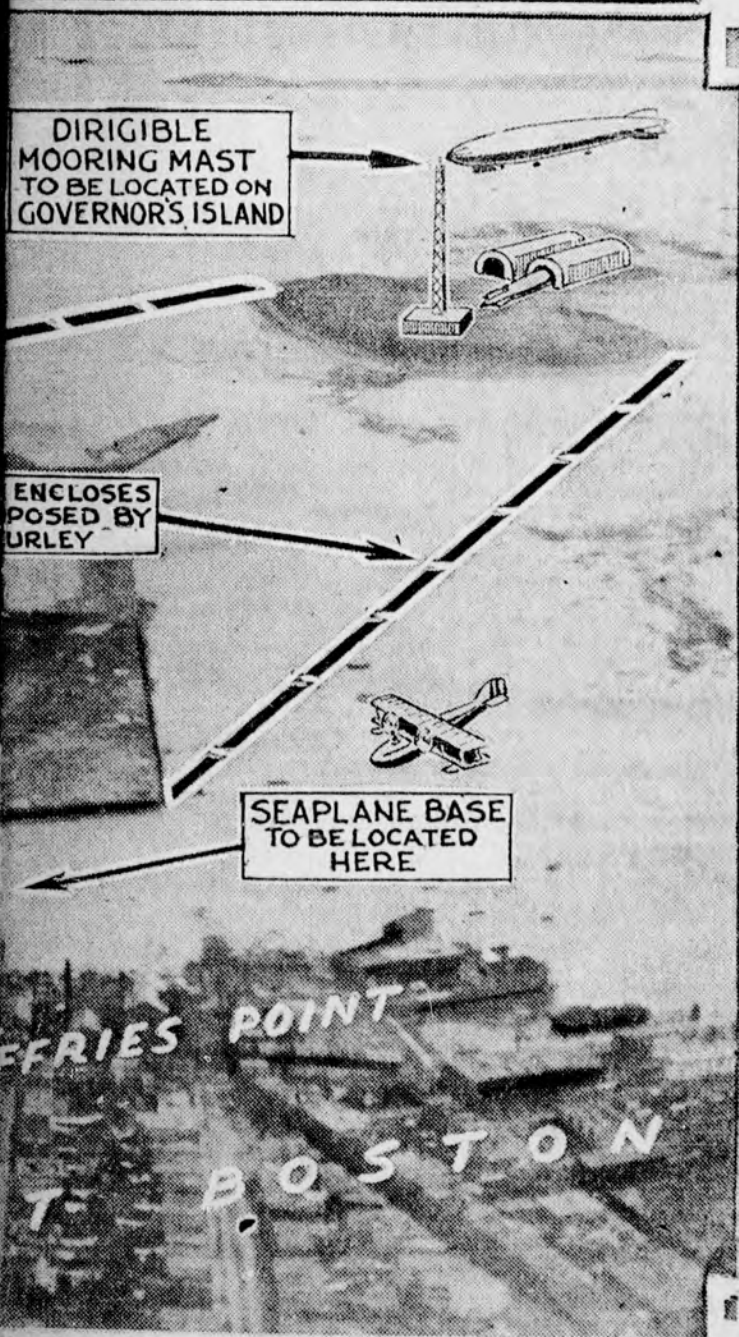 DIRIGIBLE
MOORING MAST
TO BE LOCATED ON
GOVERNOR'S ISLAND
ENCLOSES
POSED BY
URLEY
SEAPLANE BASE
TO BE LOCATED
HERE
EFFRIES POINT
T BOSTON